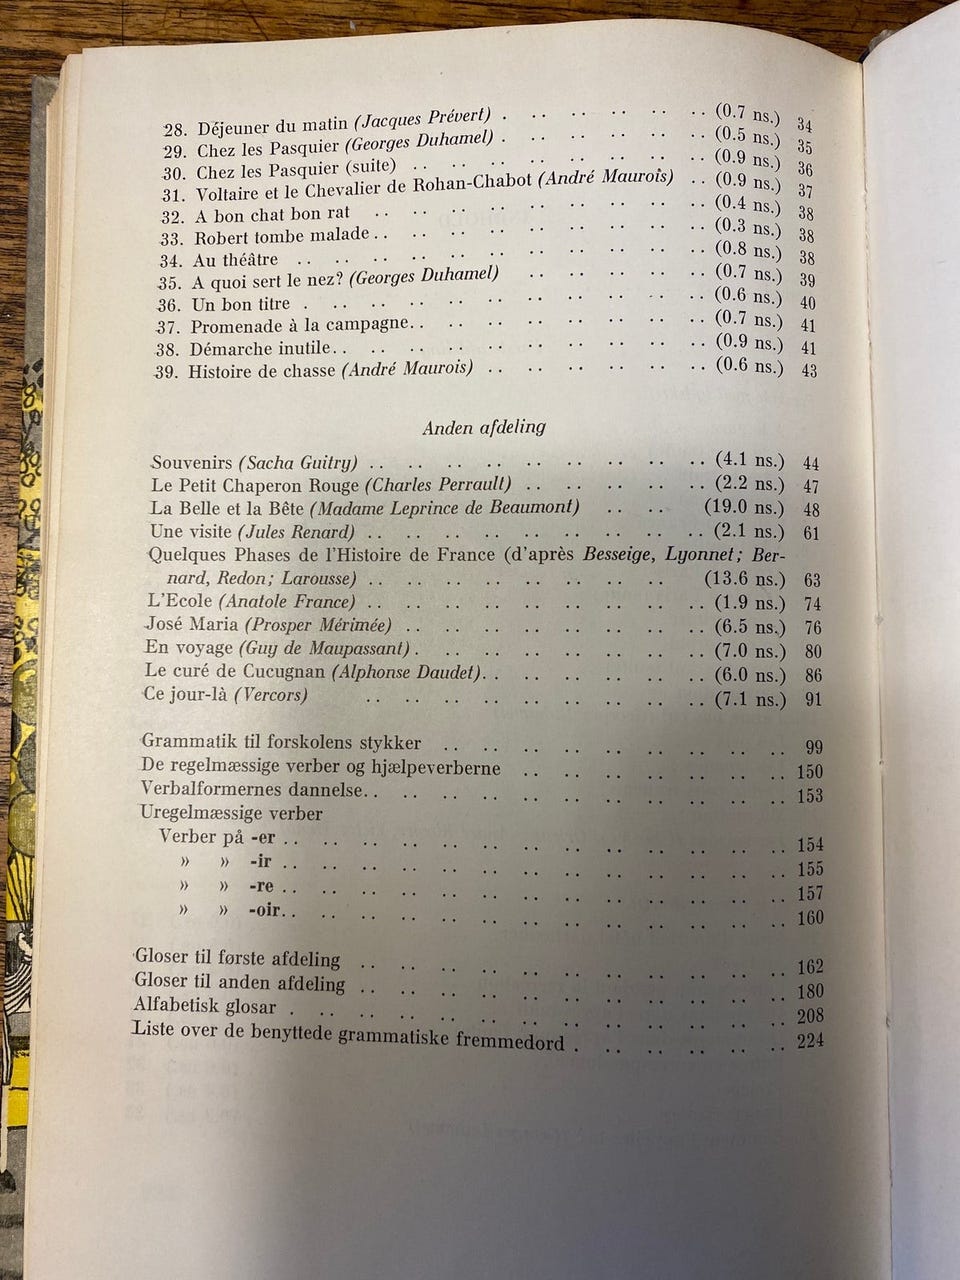 28. Déjeuner du matin (Jacques Prévert) . .. .. .. .. .. (0.7 ns.) 34
29. Chez les Pasquier (Georges Duhamel) . .. .. .. .. .. (0.5 ns.) 35
30. Chez les Pasquier (suite) .. .. .. .. .. .. .. .. (0.9 ns.) 36
31. Voltaire et le Chevalier de Rohan-Chabot (André Maurois) .. (0.9 ns.) 37
32. A bon chat bon rat .. .. .. .. .. .. .. .. .. (0.4 ns.) 38
33. Robert tombe malade .. .. .. .. .. .. .. .. .. (0.3 ns.) 38
34. Au théâtre .. .. .. .. .. .. .. .. .. .. .. (0.8 ns.) 38
35. A quoi sert le nez? (Georges Duhamel) .. .. .. .. .. (0.7 ns.) 39
36. Un bon titre . .. .. .. .. .. .. .. .. .. .. (0.6 ns.) 40
37. Promenade à la campagne.. .. .. .. .. .. .. .. (0.7 ns.) 41
38. Démarche inutile.. .. .. .. .. .. .. .. .. .. (0.9 ns.) 41
39. Histoire de chasse (André Maurois) .. .. .. .. .. .. (0.6 ns.) 43
Anden afdeling
Souvenirs (Sacha Guitry) .. .. .. .. .. .. .. .. .. (4.1 ns.) 44
Le Petit Chaperon Rouge (Charles Perrault) .. .. .. .. .. (2.2 ns.) 47
La Belle et la Bête (Madame Leprince de Beaumont) .. .. (19.0 ns.) 48
Une visite (Jules Renard) .. .. .. .. .. .. .. .. .. (2.1 ns.) 61
Quelques Phases de l'Histoire de France (d'après Besseige, Lyonnet; Ber-
nard, Redon; Larousse) .. .. .. .. .. .. .. .. (13.6 ns.) 63
L'Ecole (Anatole France) .. .. .. .. .. .. .. .. .. (1.9 ns.) 74
José Maria (Prosper Mérimée) .. .. .. .. .. .. .. .. (6.5 ns.) 76
En voyage (Guy de Maupassant) . .. .. .. .. .. .. .. (7.0 ns.) 80
Le curé de Cucugnan (Alphonse Daudet). . .. .. .. .. .. (6.0 ns.) 86
Ce jour-là (Vercors) .. .. .. .. .. .. .. .. .. (7.1 ns.) 91
Grammatik til forskolens stykker .. .. .. .. .. .. .. .. .. 99
De regelmæssige verber og hjælpeverberne .. .. .. .. .. .. .. 150
Verbalformernes dannelse.. .. .. .. .. .. .. .. .. .. .. 153
Uregelmæssige verber
Verber på -er .. .. .. .. .. .. .. .. .. .. .. .. .. 154
» » -ir .. .. .. .. .. .. .. .. .. .. .. .. .. 155
» » -re .. .. .. .. .. .. .. .. .. .. .. .. .. 157
» » -oir.. .. .. .. .. .. .. .. .. .. .. .. .. 160
Gloser til første afdeling .. .. .. .. .. .. .. .. .. .. .. 162
Gloser til anden afdeling .. .. .. .. .. .. .. .. .. .. .. 180
Alfabetisk glosar . .. .. .. .. .. .. .. .. .. .. .. .. 208
Liste over de benyttede grammatiske fremmedord . .. .. .. .. .. 224